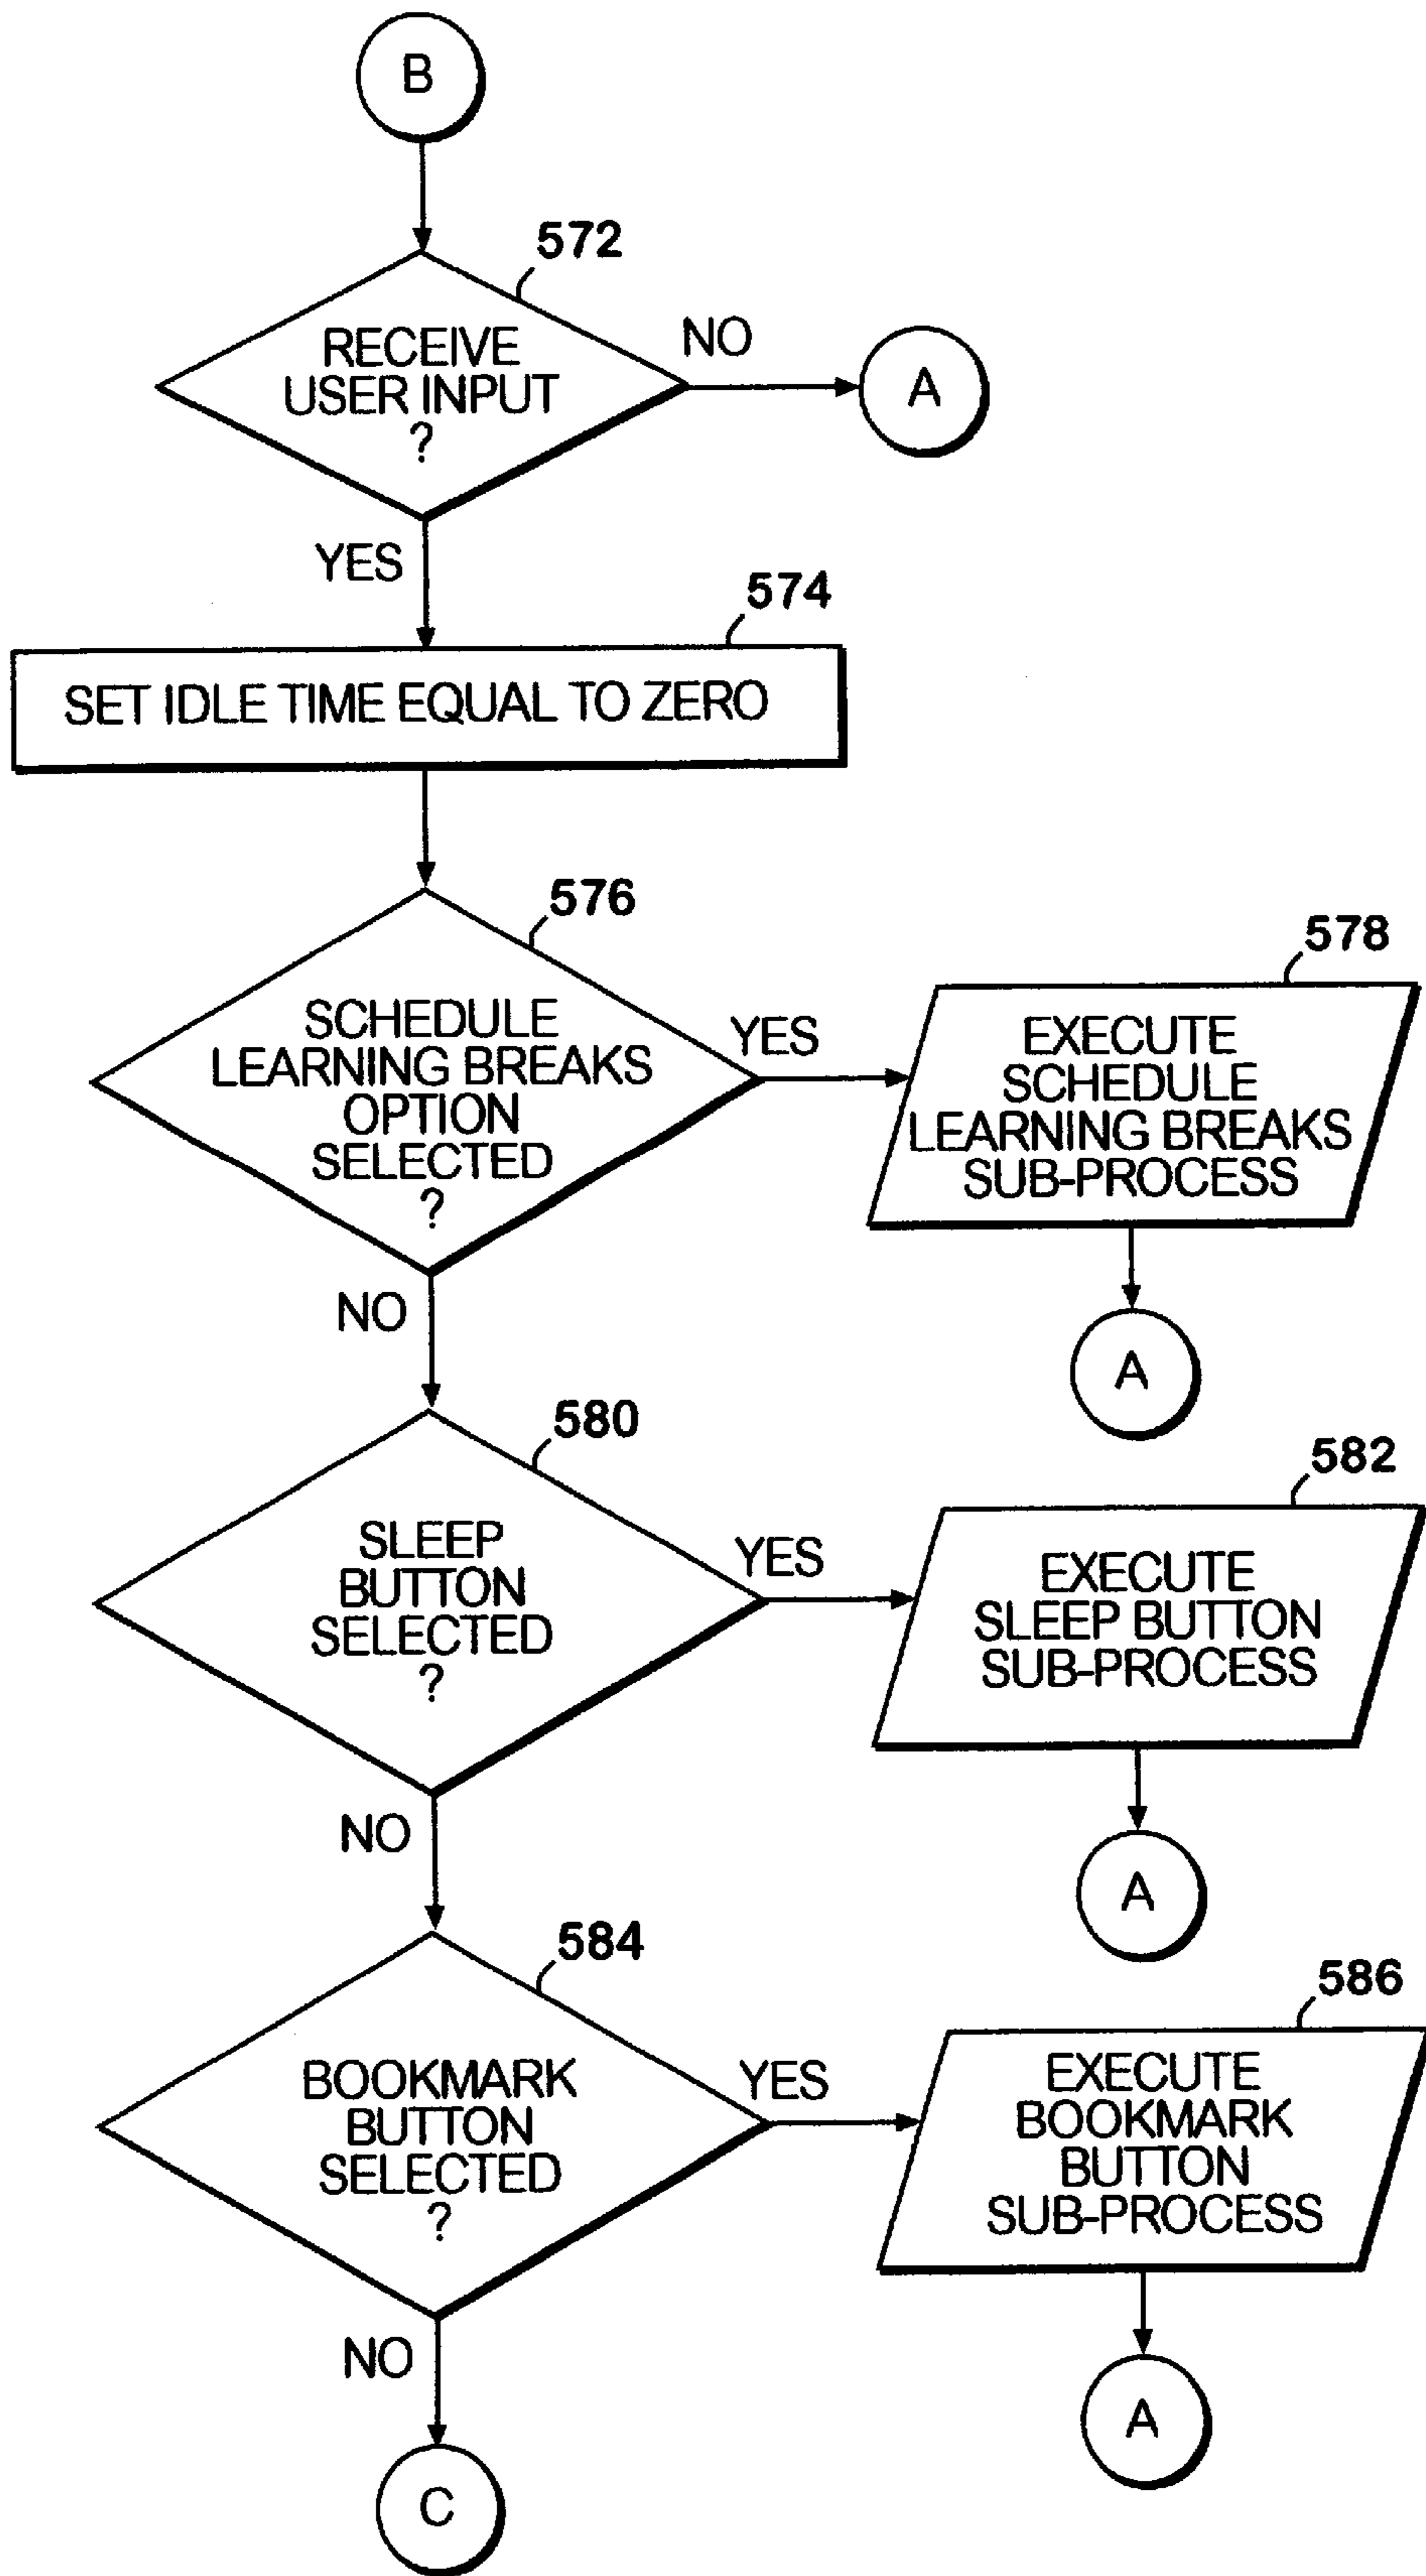 B
572
RECEIVE
USER INPUT
?
NO
A
YES
574
SET IDLE TIME EQUAL TO ZERO
576
SCHEDULE
LEARNING BREAKS
OPTION
SELECTED
?
YES
578
EXECUTE
SCHEDULE
LEARNING BREAKS
SUB-PROCESS
A
NO
580
SLEEP
BUTTON
SELECTED
?
YES
582
EXECUTE
SLEEP BUTTON
SUB-PROCESS
A
NO
584
BOOKMARK
BUTTON
SELECTED
?
YES
586
EXECUTE
BOOKMARK
BUTTON
SUB-PROCESS
A
NO
C